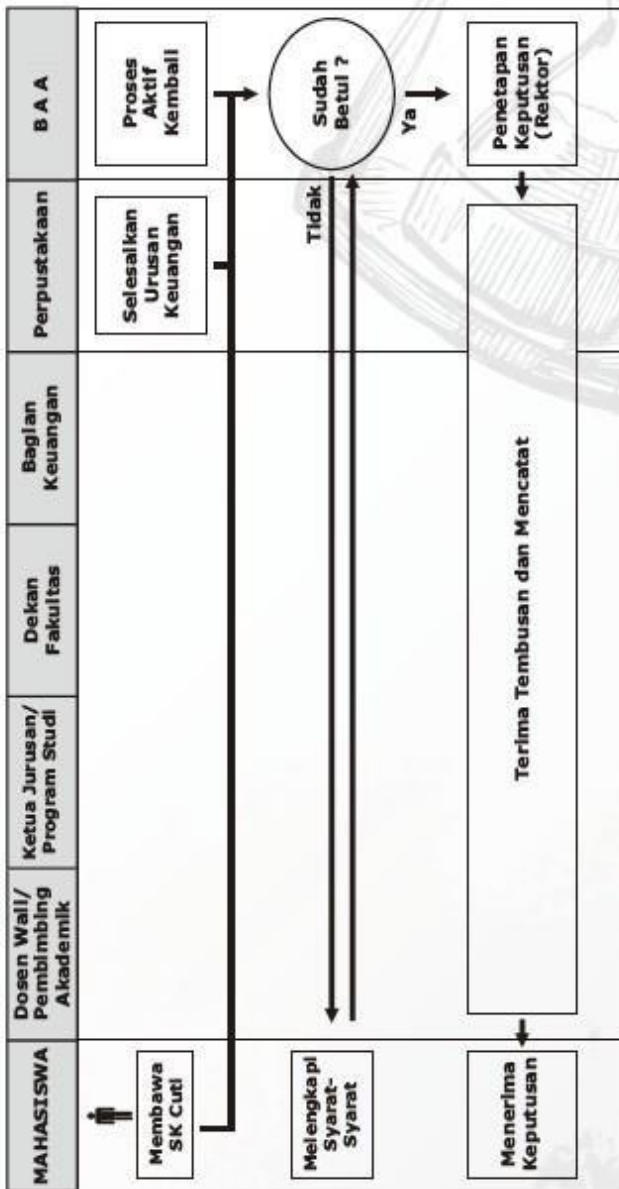 MAHASISWA
Dosen Wali/
Pembimbing
Akademik
Ketua Jurusan/
Program Studi
Dekan
Fakultas
Bagian
Keuangan
Perpustakaan
B A A
Membawa
SK Cuti
Selesaikan
Urusan
Keuangan
Proses
Aktif
Kembali
Melengkapi
Syarat-
Syarat
Tidak
Sudah
Betul ?
Ya
Menerima
Keputusan
Terima Tembusan dan Mencatat
Penetapan
Keputusan
(Rektor)